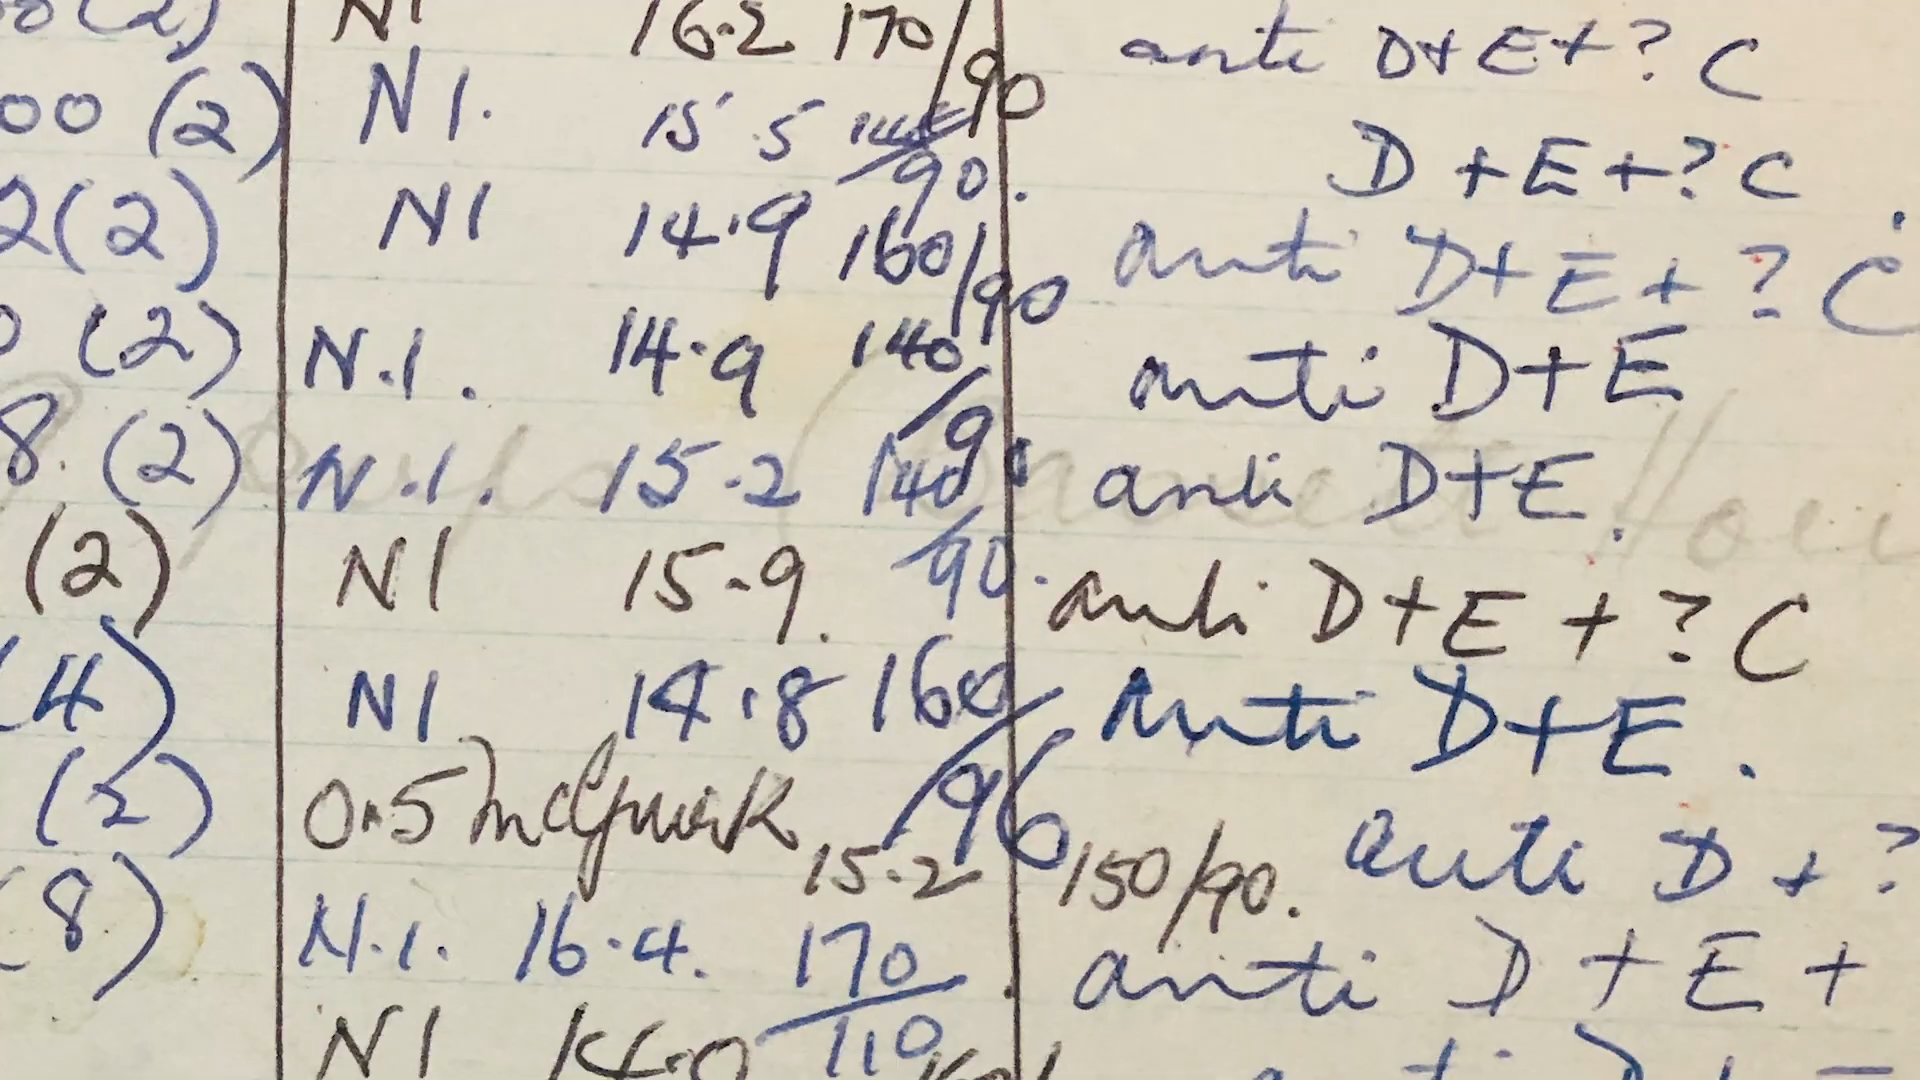 (2) N1 16.2 170/90 anti D+E+?C
00 (2) N1. 15.5 90. D+E+?C
2(2) N1 14.9 160/90 anti D+E+?C
(2) N.1. 14.9 140/90 anti D+E
8. (2) N.1. 15.2 140/90. anti D+E.
(2) N1 15.9. anti D+E+?C
(4) N1 14.8 160/90 anti D+E.
(2) 0.5 15.2 150/90. anti D+?
(8) N.1. 16.4. 170/110 anti D+E+
N1